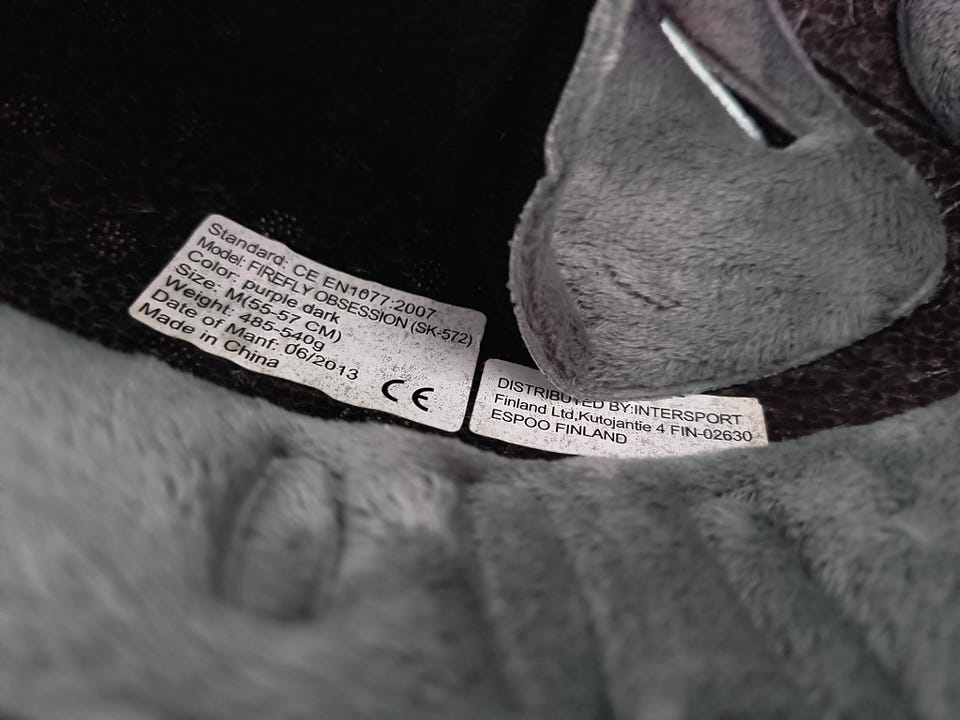 Standard: CE EN1077:2007
Model: FIREFLY OBSESSION (SK-572)
Color: purple dark
Size: M(55-57 CM)
Weight: 485-540g
Date of Manf: 06/2013
Made in China
CE
DISTRIBUTED BY:INTERSPORT
Finland Ltd,Kutojantie 4 FIN-02630
ESPOO FINLAND